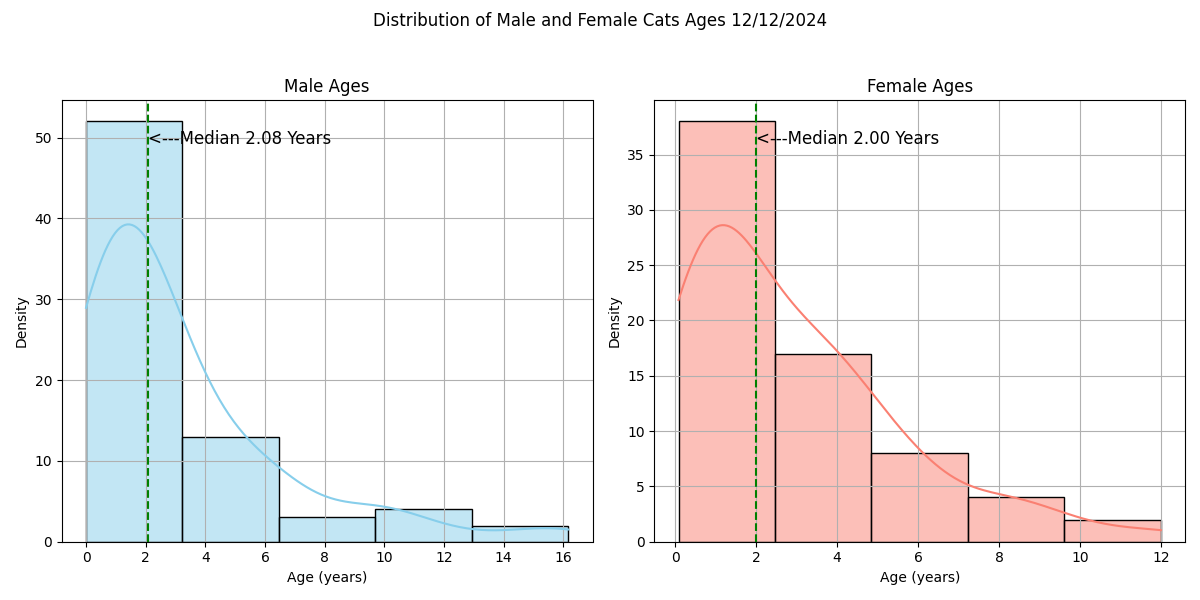 Distribution of Male and Female Cats Ages 12/12/2024
Male Ages
Density
50
40
30
20
10
0
<---Median 2.08 Years
0 2 4 6 8 10 12 14 16
Age (years)
Female Ages
Density
35
30
25
20
15
10
5
0
<---Median 2.00 Years
0 2 4 6 8 10 12
Age (years)